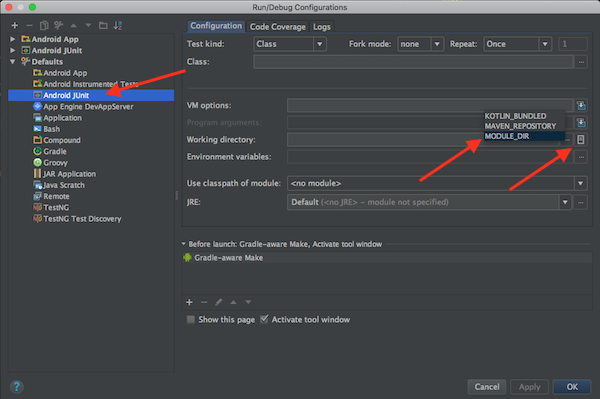 Run/Debug Configurations
Android App
Android JUnit
Defaults
Android App
Android Instrumented Tests
Android JUnit
App Engine DevAppServer
Application
Bash
Compound
Gradle
Groovy
JAR Application
Java Scratch
Remote
TestNG
TestNG Test Discovery
Configuration Code Coverage Logs
Test kind: Class Fork mode: none Repeat: Once 1
Class: ...
VM options:
Program arguments:
KOTLIN_BUNDLED
MAVEN_REPOSITORY
MODULE_DIR
Working directory: ...
Environment variables: ...
Use classpath of module: <no module>
JRE: Default (<no JRE> – module not specified) ...
Before launch: Gradle-aware Make, Activate tool window
Gradle-aware Make
Show this page Activate tool window
? Cancel Apply OK